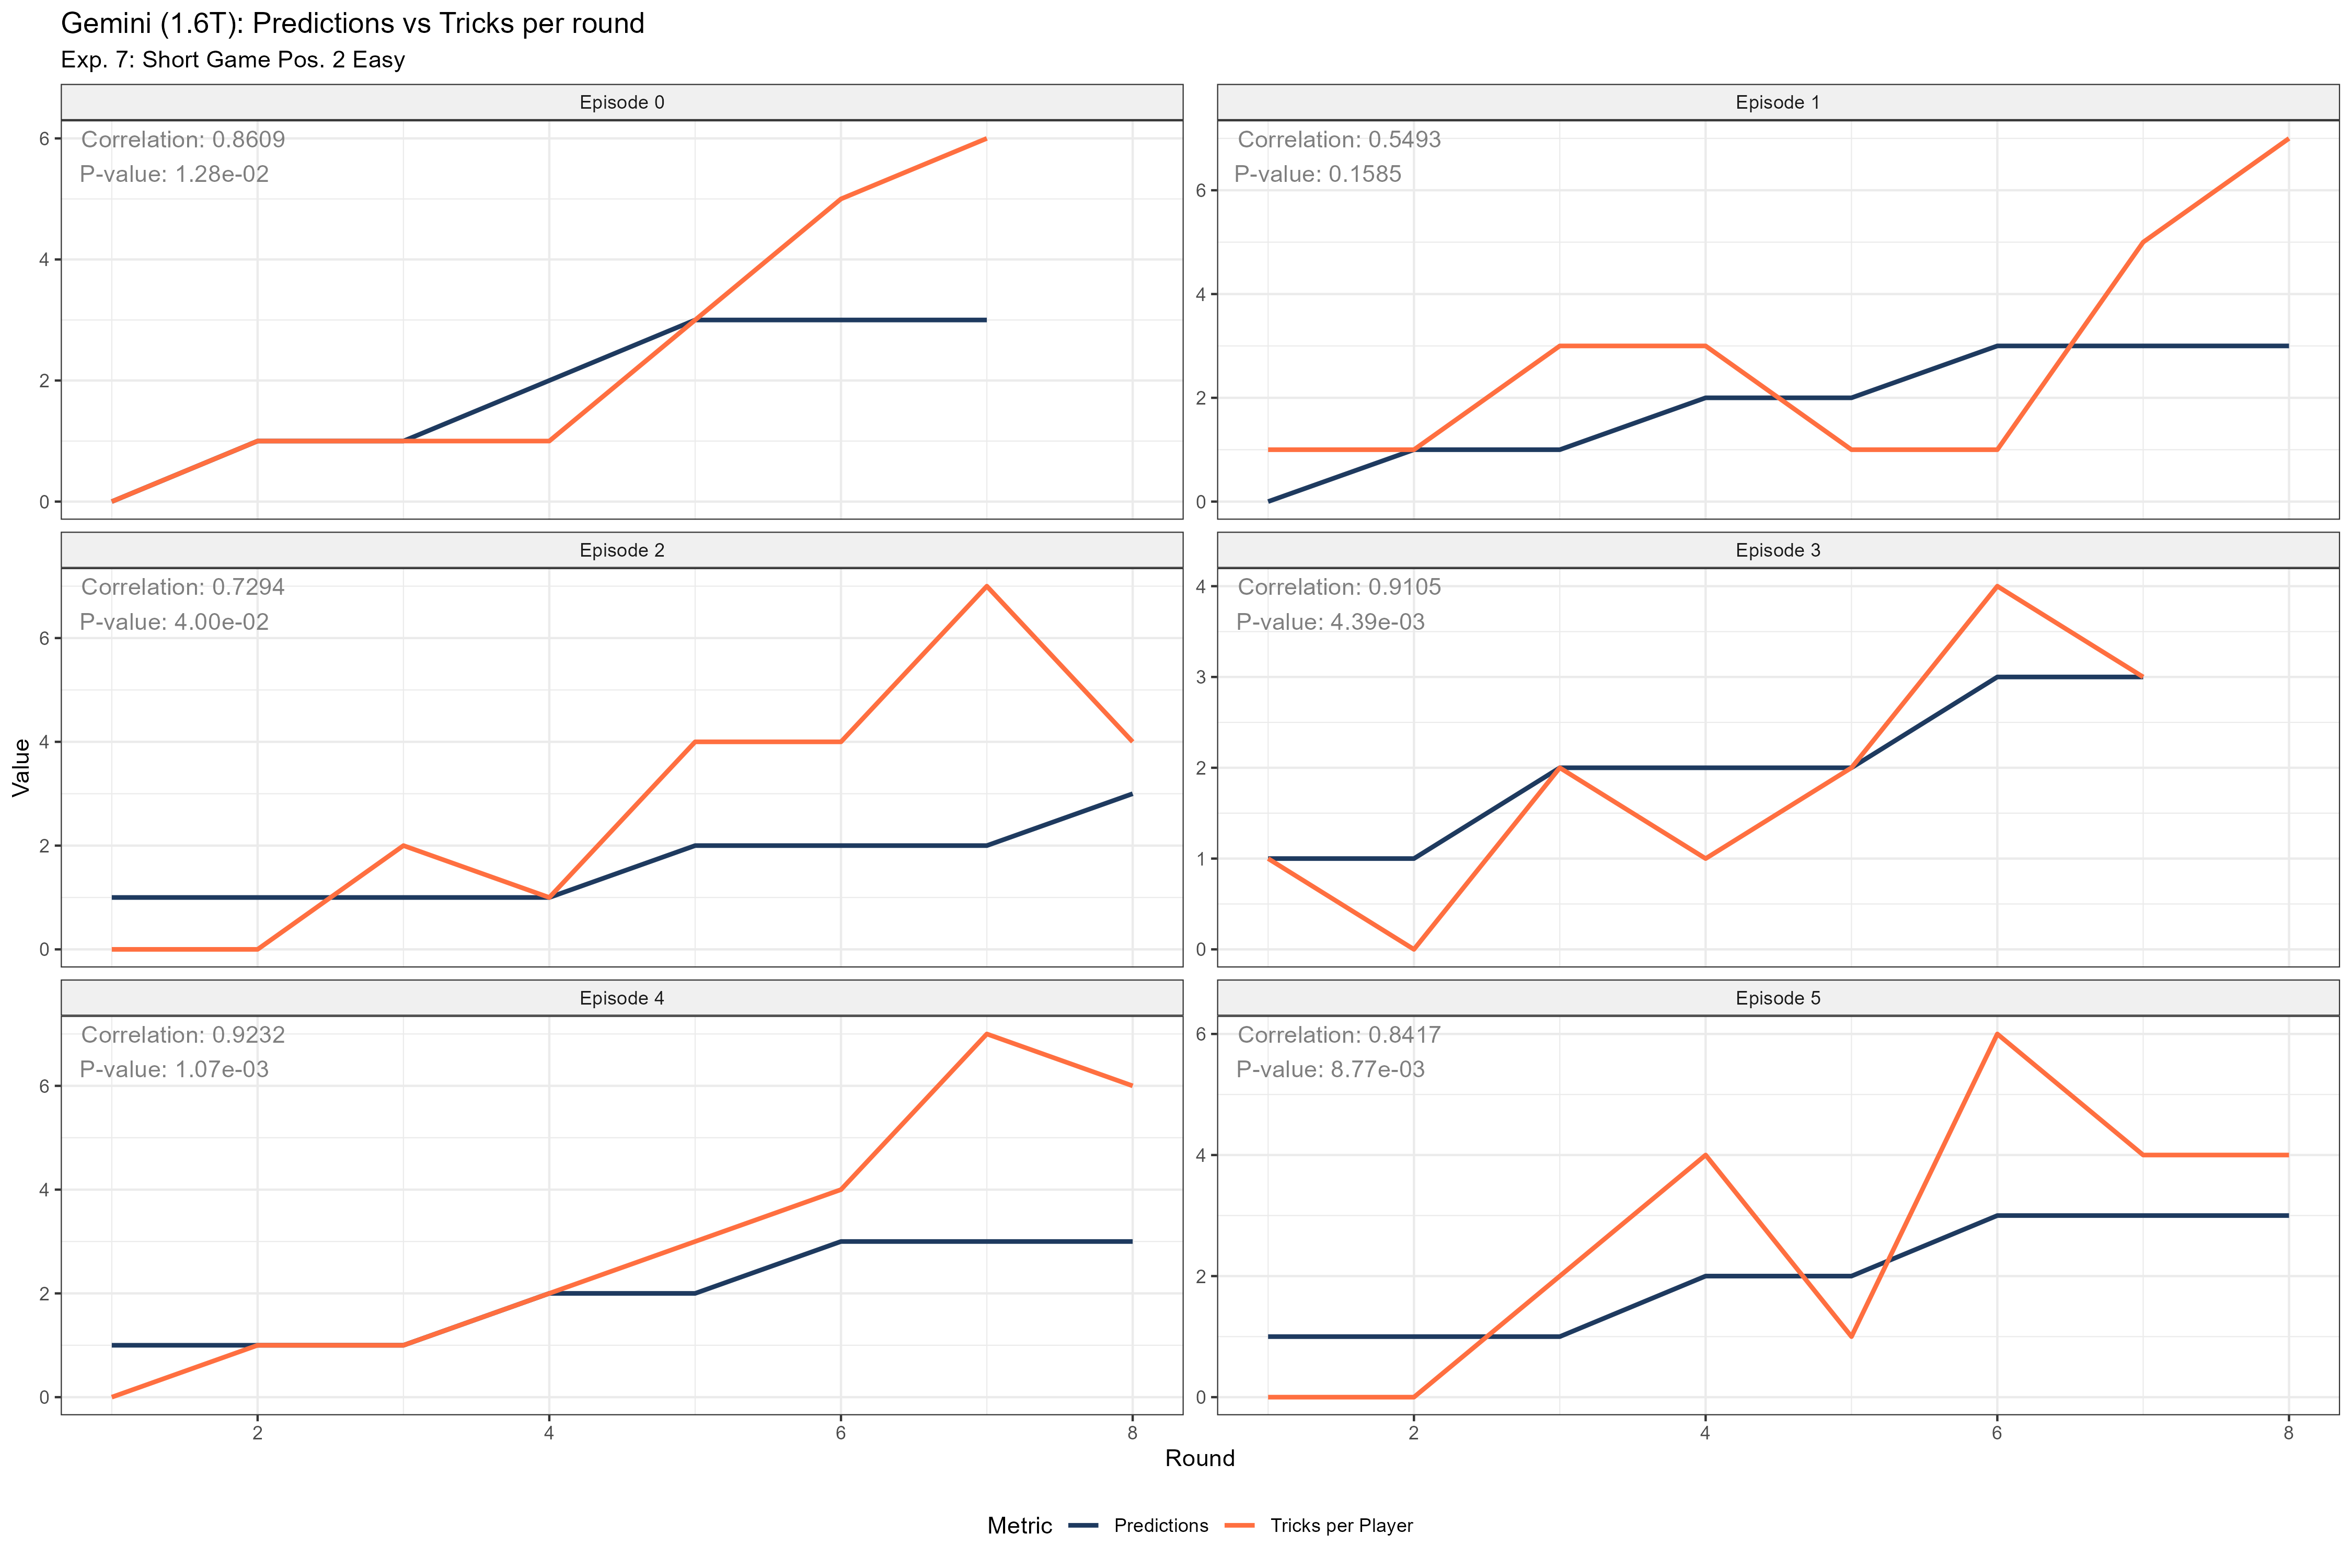 Gemini (1.6T): Predictions vs Tricks per round
Exp. 7: Short Game Pos. 2 Easy
Episode 0
Correlation: 0.8609
P-value: 1.28e-02
6
4
2
0
Episode 1
Correlation: 0.5493
P-value: 0.1585
6
4
2
0
Episode 2
Correlation: 0.7294
P-value: 4.00e-02
6
4
2
0
Episode 3
Correlation: 0.9105
P-value: 4.39e-03
4
3
2
1
0
Episode 4
Correlation: 0.9232
P-value: 1.07e-03
6
4
2
0
2 4 6 8
Episode 5
Correlation: 0.8417
P-value: 8.77e-03
6
4
2
0
2 4 6 8
Value
Round
Metric Predictions Tricks per Player